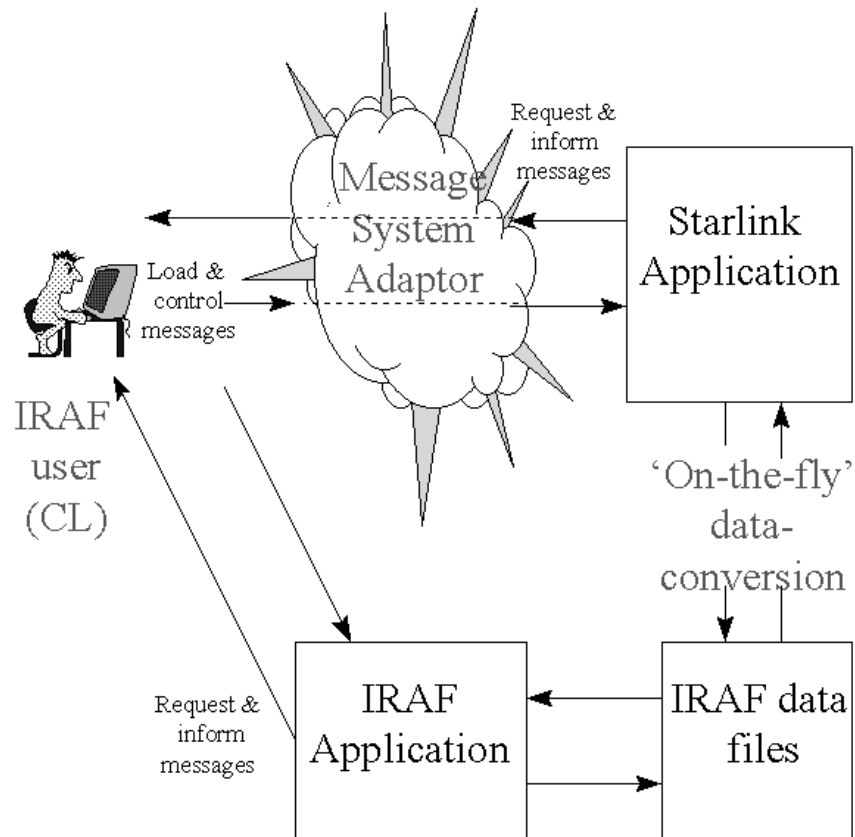 Request &
inform
messages
Message
System
Adaptor
Starlink
Application
Load &
control
messages
IRAF
user
(CL)
‘On-the-fly’
data-
conversion
Request &
inform
messages
IRAF
Application
IRAF data
files